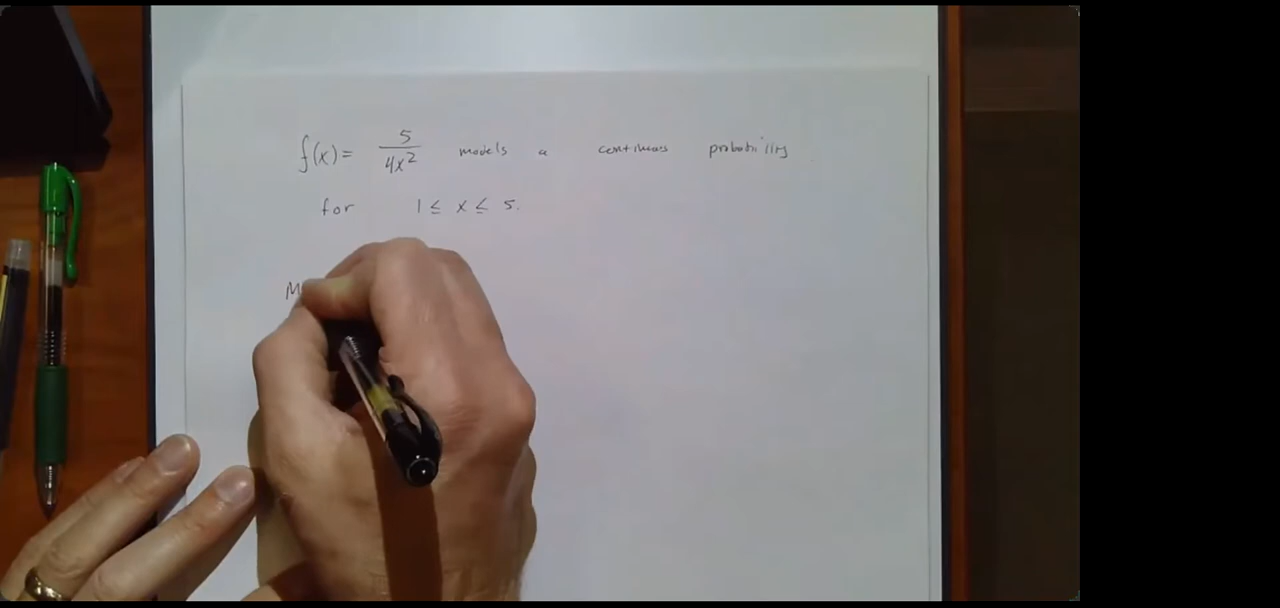 f(x) = 5/4x² models a continuous probability
for 1 ≤ x ≤ 5.
M